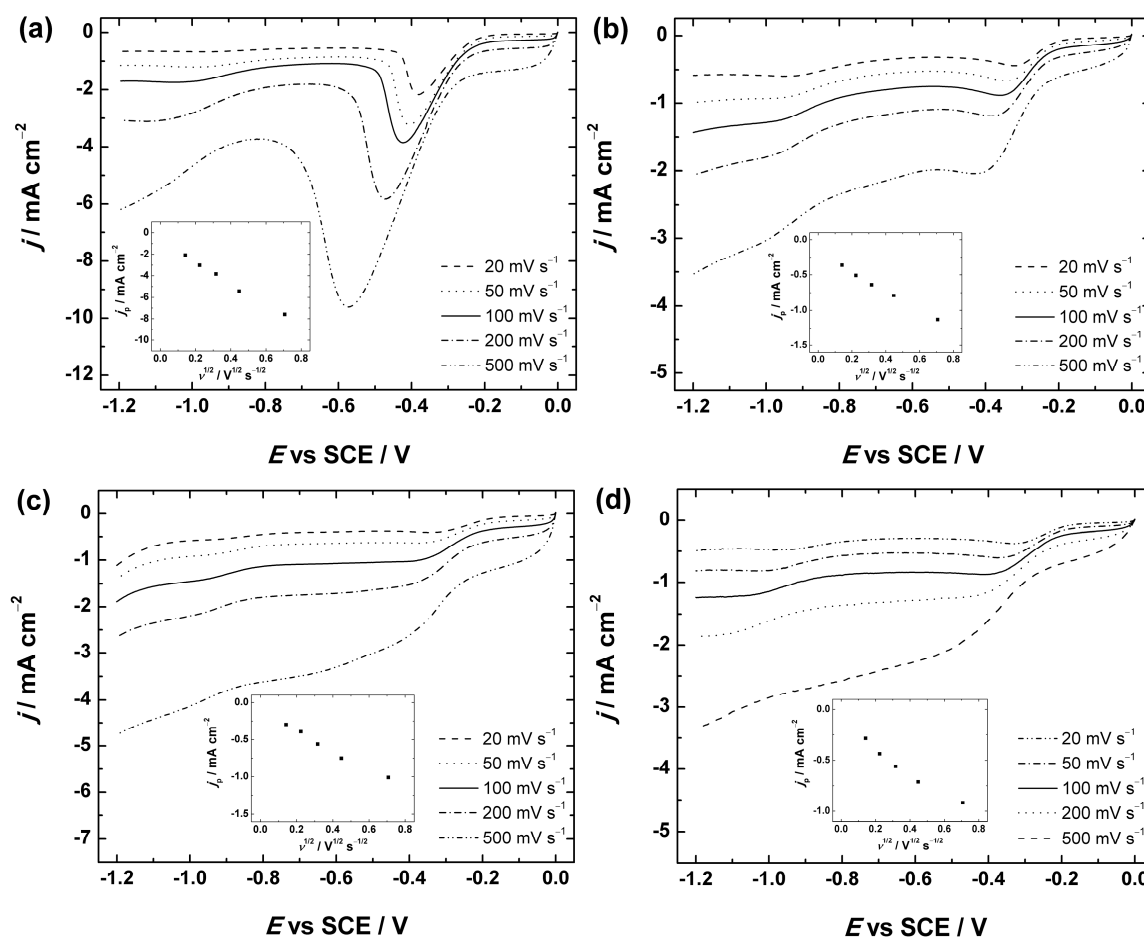 (a)
0
-2
-4
-6
-8
-10
-12
j / mA cm⁻²
-1.2 -1.0 -0.8 -0.6 -0.4 -0.2 0.0
E vs SCE / V
0
-2
-4
-6
-8
-10
jp / mA cm⁻²
0.0 0.2 0.4 0.6 0.8
ν1/2 / V1/2 s-1/2
20 mV s⁻¹
50 mV s⁻¹
100 mV s⁻¹
200 mV s⁻¹
500 mV s⁻¹
(b)
0
-1
-2
-3
-4
-5
j / mA cm⁻²
-1.2 -1.0 -0.8 -0.6 -0.4 -0.2 0.0
E vs SCE / V
0.0
-0.5
-1.0
-1.5
jp / mA cm⁻²
0.0 0.2 0.4 0.6 0.8
ν1/2 / V1/2 s-1/2
20 mV s⁻¹
50 mV s⁻¹
100 mV s⁻¹
200 mV s⁻¹
500 mV s⁻¹
(c)
0
-1
-2
-3
-4
-5
-6
-7
j / mA cm⁻²
-1.2 -1.0 -0.8 -0.6 -0.4 -0.2 0.0
E vs SCE / V
0.0
-0.5
-1.0
-1.5
jp / mA cm⁻²
0.0 0.2 0.4 0.6 0.8
ν1/2 / V1/2 s-1/2
20 mV s⁻¹
50 mV s⁻¹
100 mV s⁻¹
200 mV s⁻¹
500 mV s⁻¹
(d)
0
-1
-2
-3
-4
-5
j / mA cm⁻²
-1.2 -1.0 -0.8 -0.6 -0.4 -0.2 0.0
E vs SCE / V
0.0
-0.5
-1.0
jp / mA cm⁻²
0.0 0.2 0.4 0.6 0.8
ν1/2 / V1/2 s-1/2
20 mV s⁻¹
50 mV s⁻¹
100 mV s⁻¹
200 mV s⁻¹
500 mV s⁻¹